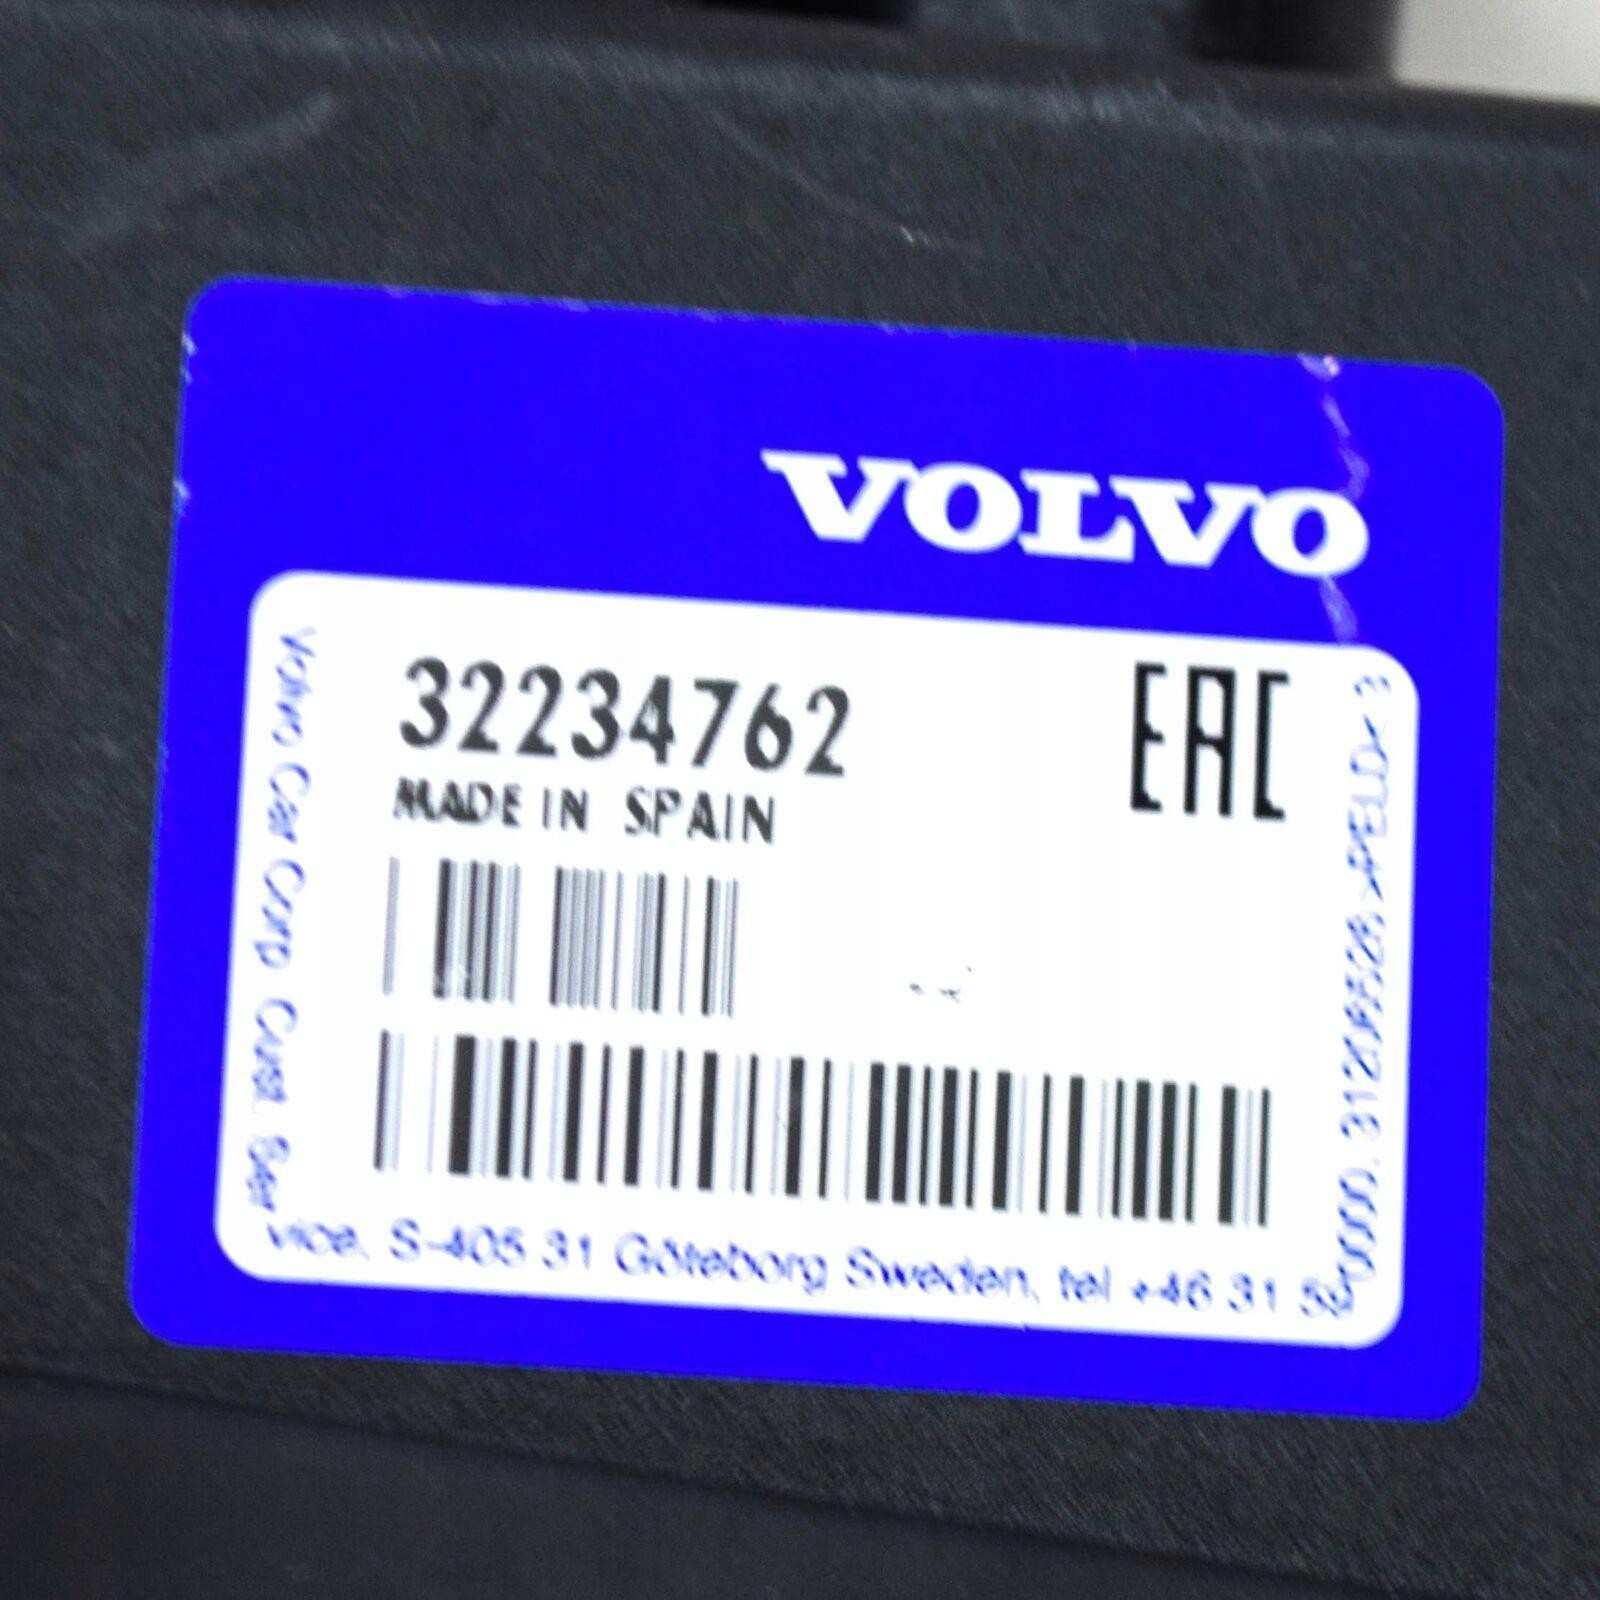 VOLVO
32234762
EAC
MADE IN SPAIN
Volvo Car Corp Cust. Ser
vice, S-405 31 Göteborg Sweden, tel +46 31